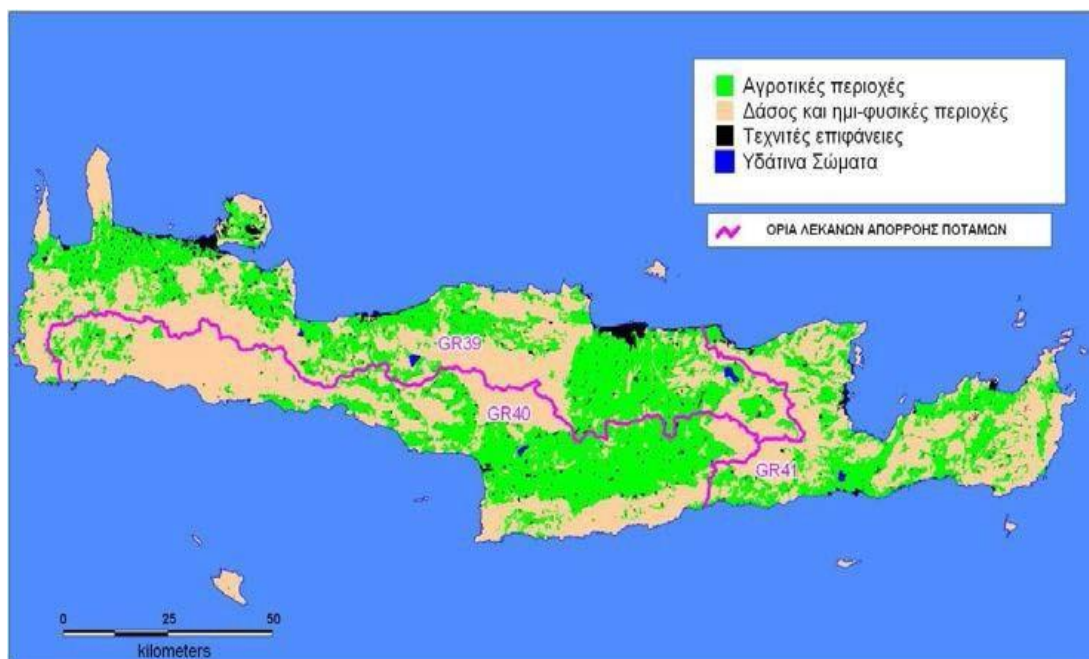 Αγροτικές περιοχές
Δάσος και ημι-φυσικές περιοχές
Τεχνιτές επιφάνειες
Υδάτινα Σώματα
ΟΡΙΑ ΛΕΚΑΝΩΝ ΑΠΟΡΡΟΗΣ ΠΟΤΑΜΩΝ
GR39
GR40
GR41
0 25 50
kilometers